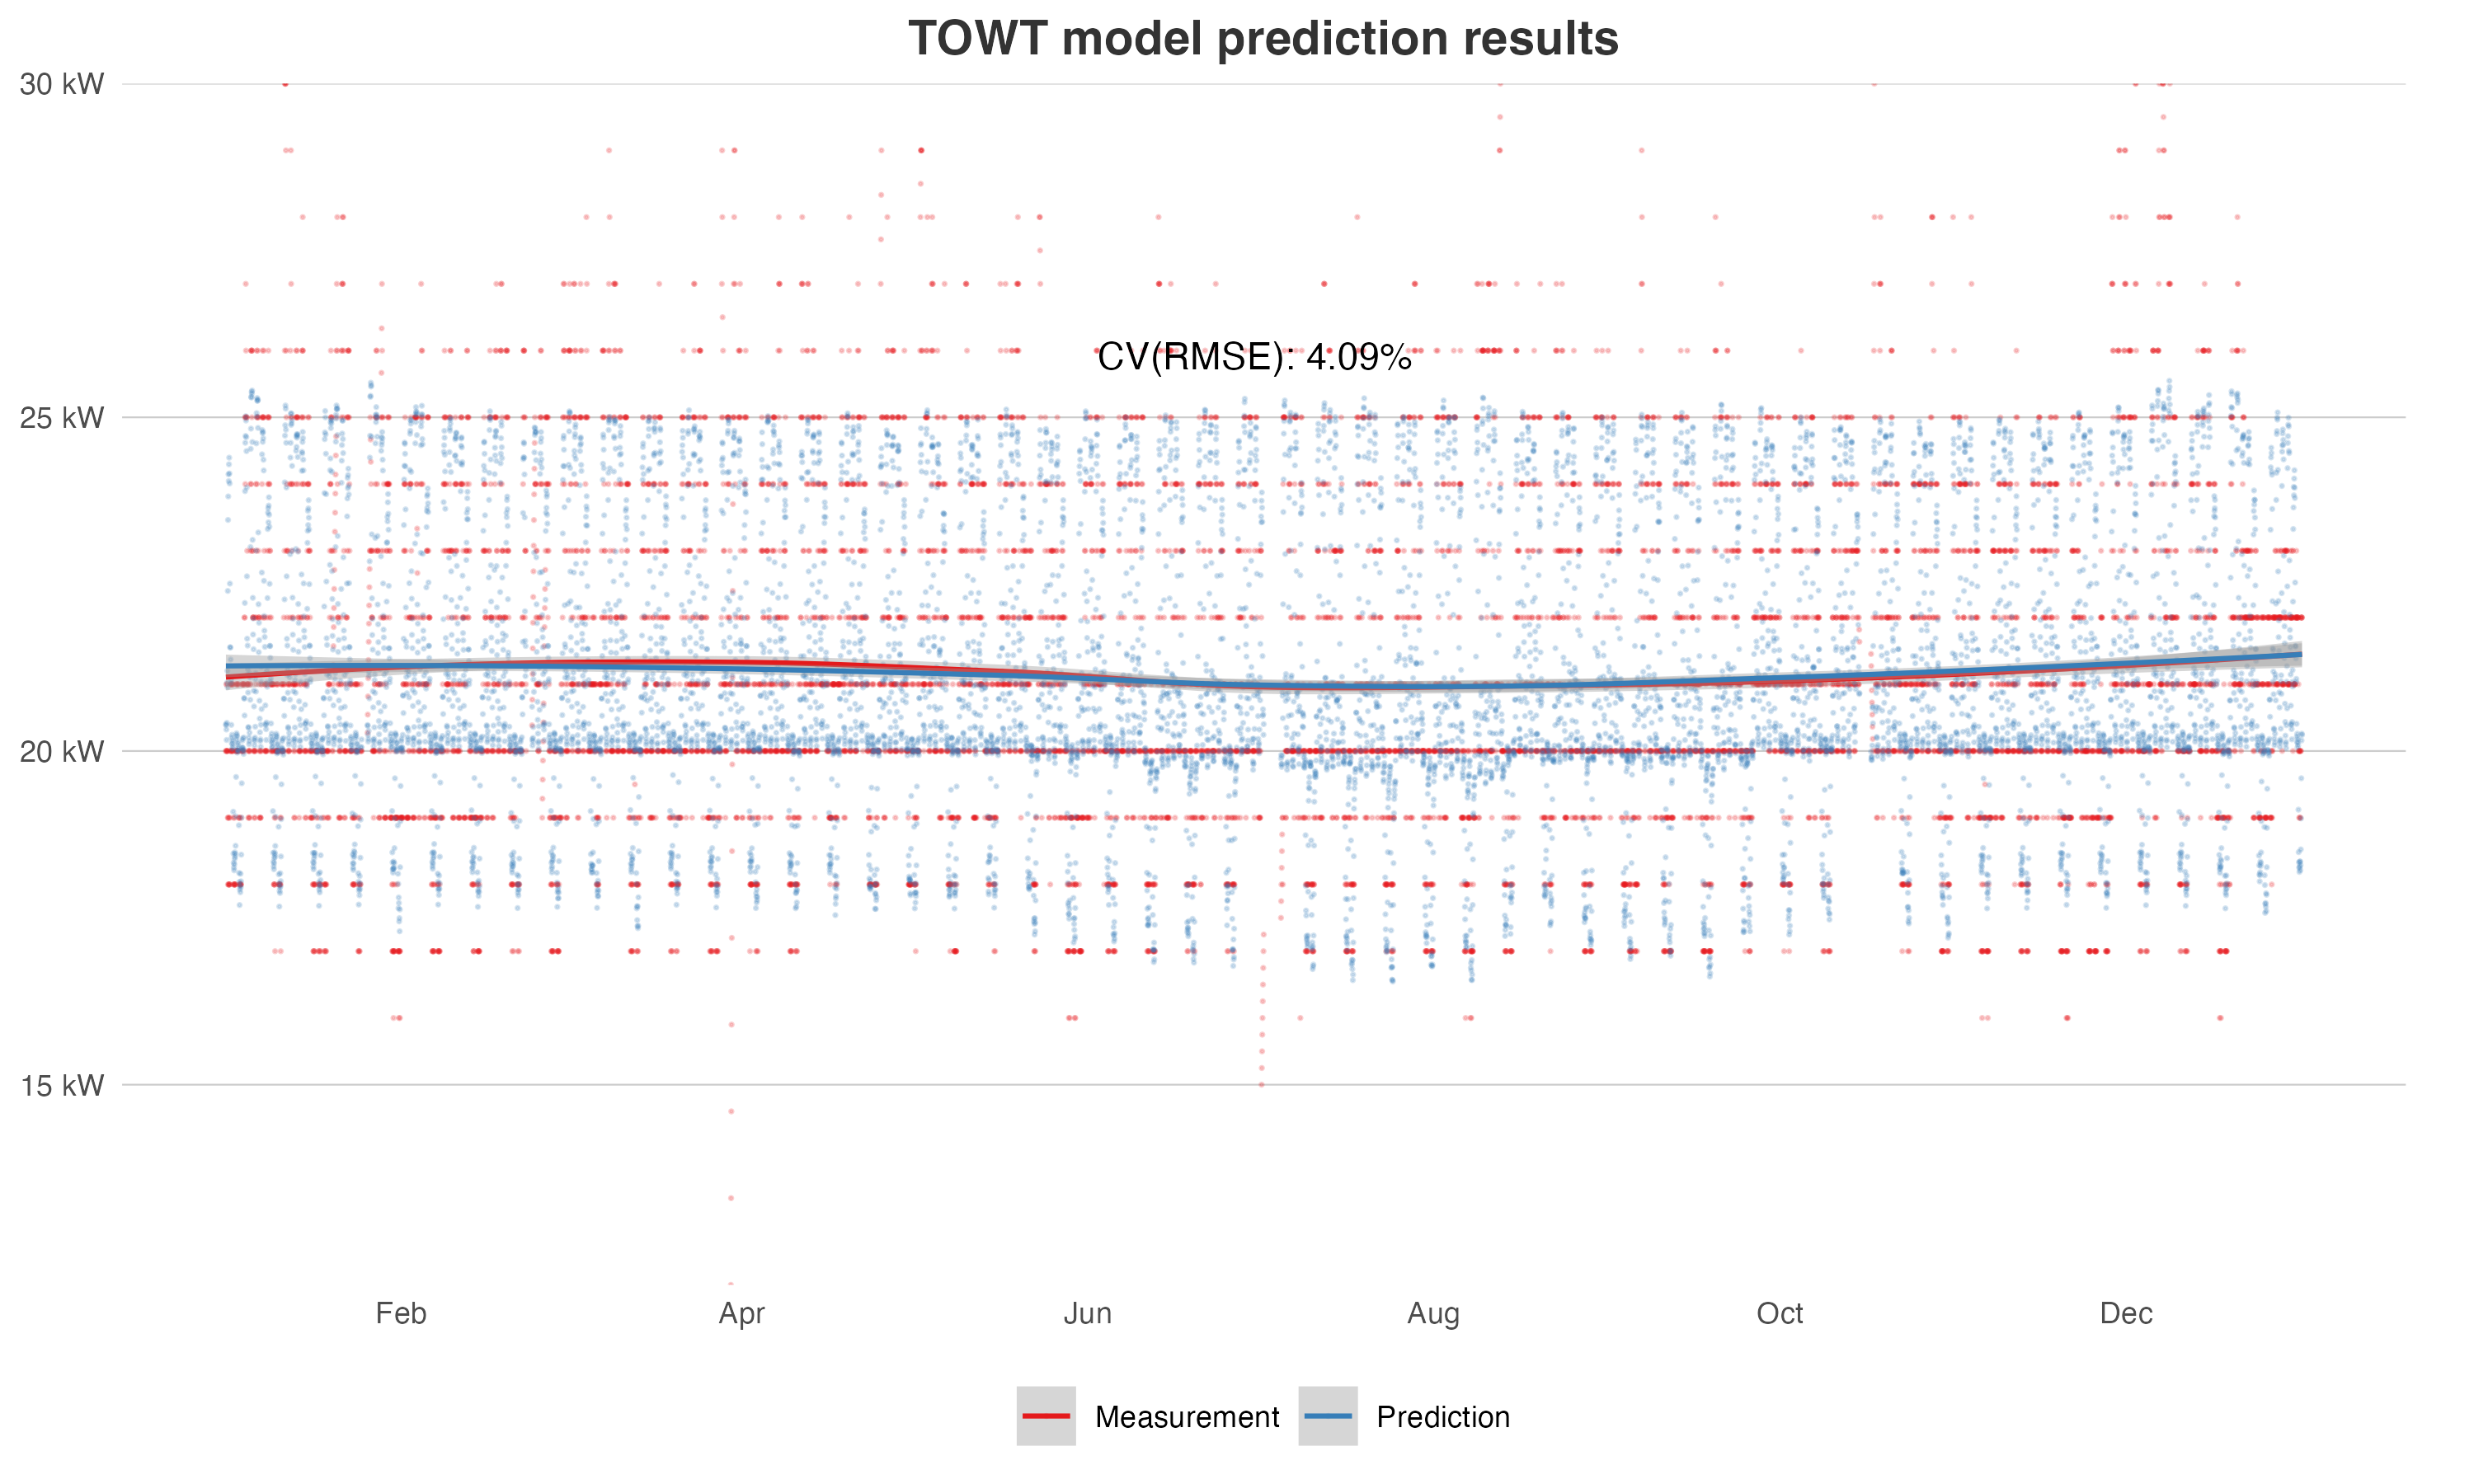 TOWT model prediction results
30 kW
CV(RMSE): 4.09%
25 kW
20 kW
15 kW
Feb Apr Jun Aug Oct Dec
Measurement Prediction